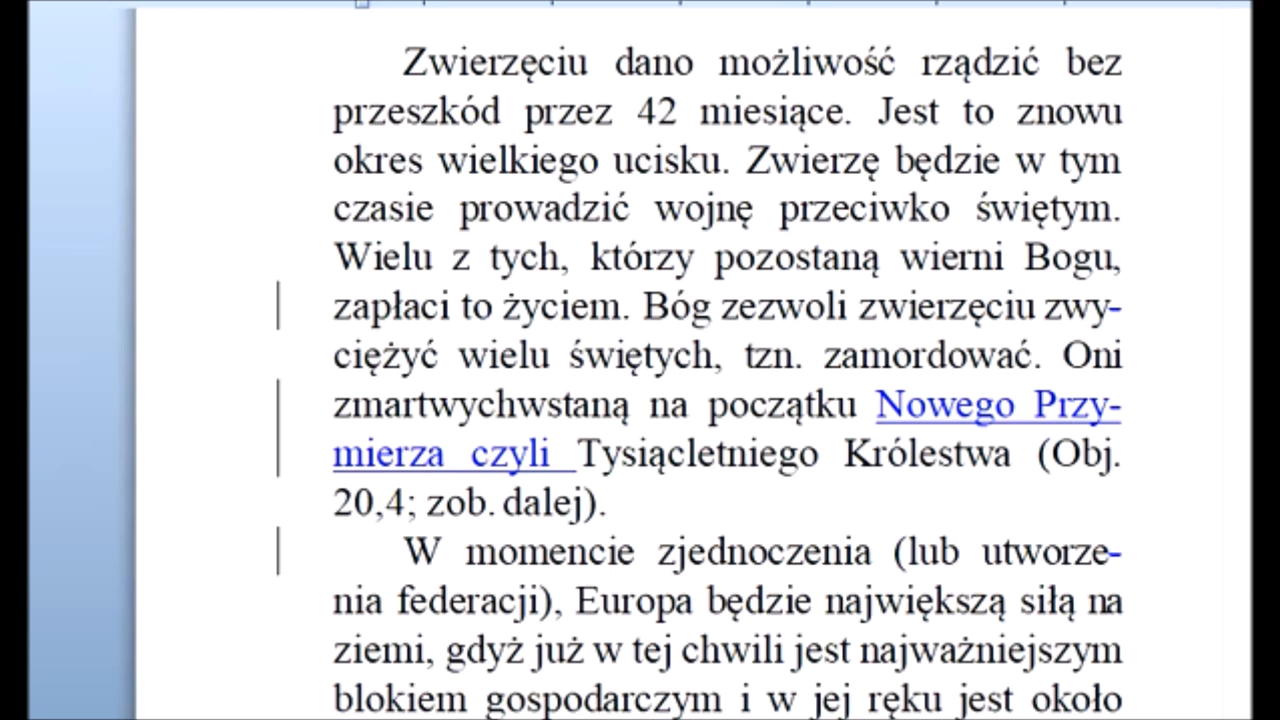 Zwierzęciu dano możliwość rządzić bez
przeszkód przez 42 miesiące. Jest to znowu
okres wielkiego ucisku. Zwierzę będzie w tym
czasie prowadzić wojnę przeciwko świętym.
Wielu z tych, którzy pozostaną wierni Bogu,
zapłaci to życiem. Bóg zezwoli zwierzęciu zwy-
ciężyć wielu świętych, tzn. zamordować. Oni
zmartwychwstaną na początku Nowego Przy-
mierza czyli Tysiącletniego Królestwa (Obj.
20,4; zob. dalej).
W momencie zjednoczenia (lub utworze-
nia federacji), Europa będzie największą siłą na
ziemi, gdyż już w tej chwili jest najważniejszym
blokiem gospodarczym i w jej ręku jest około